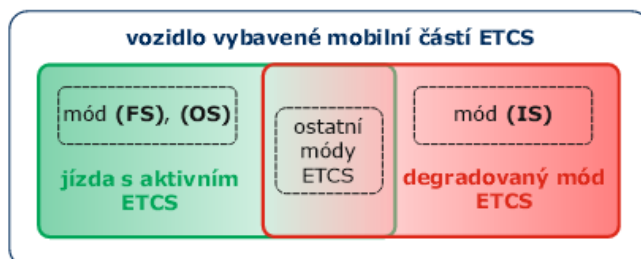 vozidlo vybavené mobilní částí ETCS
mód (FS), (OS)
jízda s aktivním
ETCS
ostatní
módy
ETCS
mód (IS)
degradovaný mód
ETCS